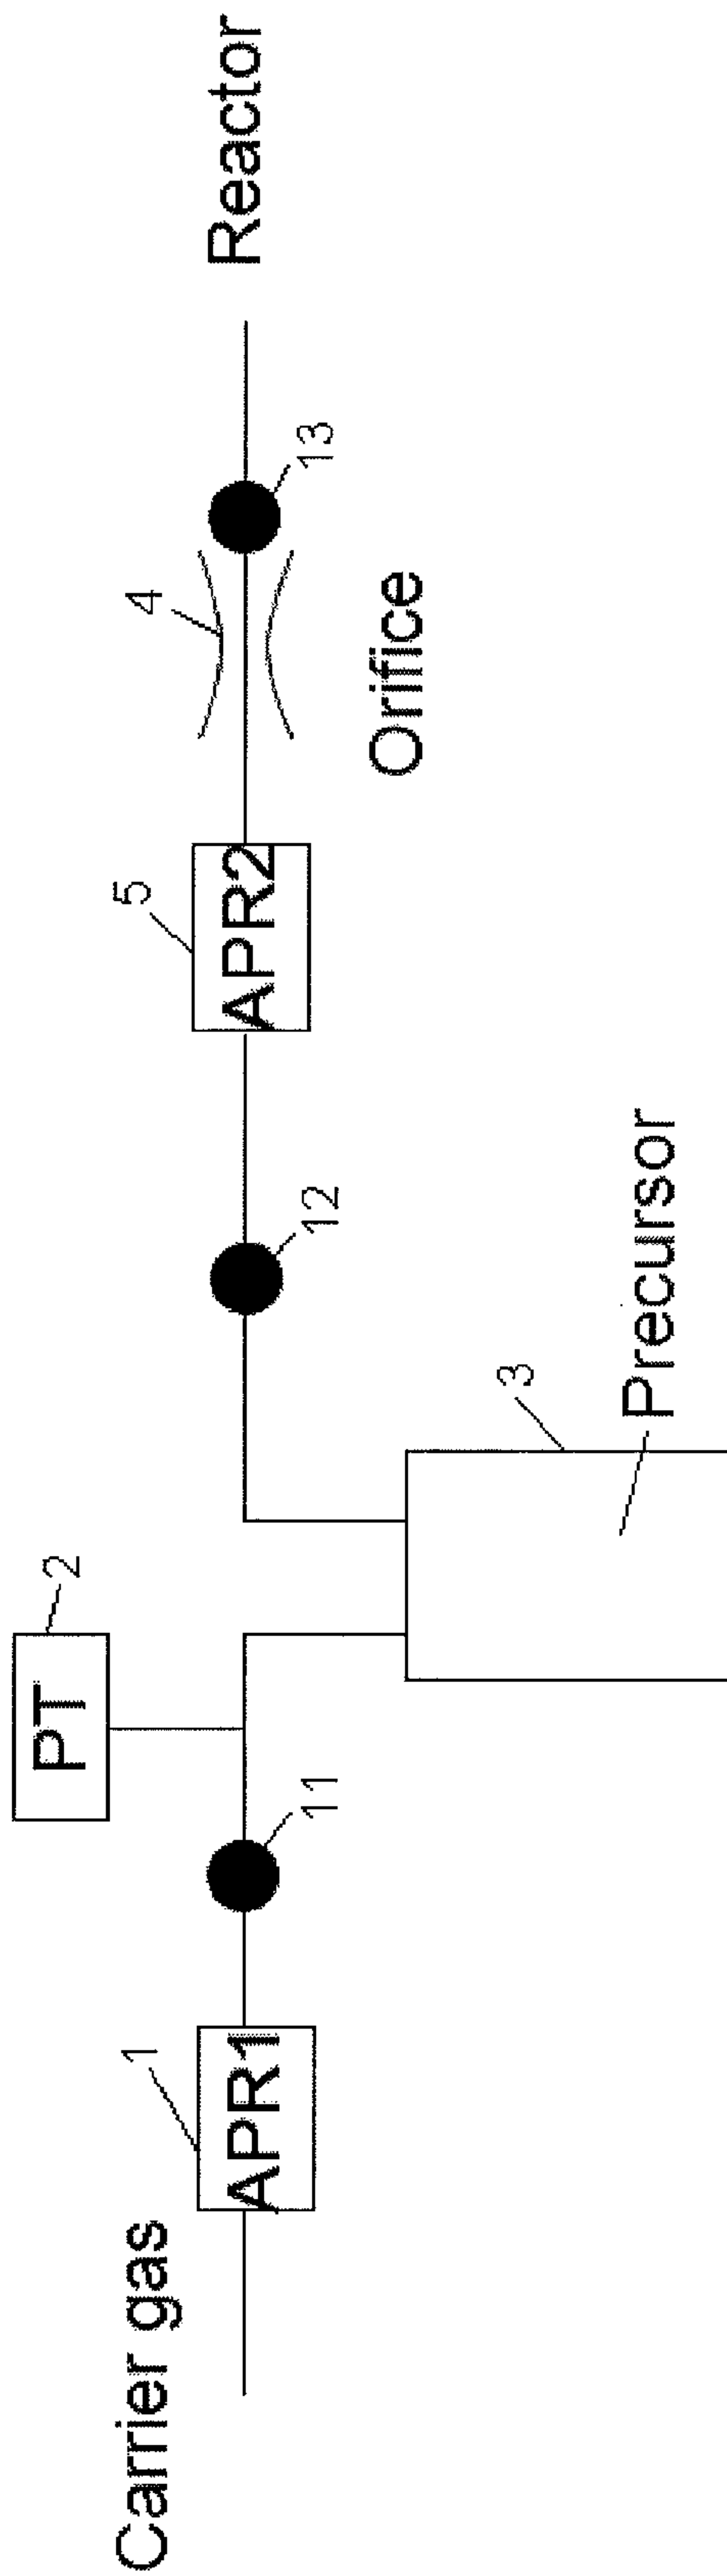 Carrier gas
1
APR1
11
PT
2
3
Precursor
12
5
APR2
4
Orifice
13
Reactor